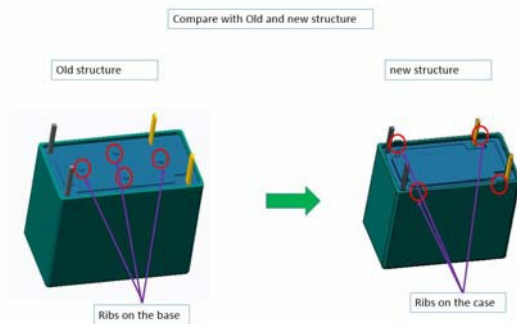 Compare with Old and new structure
Old structure
new structure
Ribs on the base
Ribs on the case